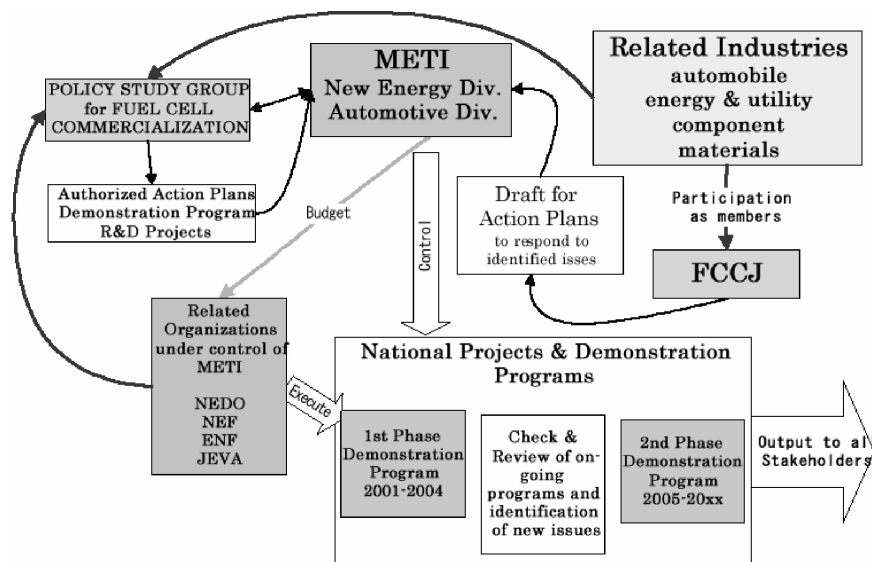 METI
New Energy Div.
Automotive Div.
Related Industries
automobile
energy & utility
component
materials
POLICY STUDY GROUP
for FUEL CELL
COMMERCIALIZATION
Authorized Action Plans
Demonstration Program
R&D Projects
Budget
Control
Draft for
Action Plans
to respond to
identified isses
Participation
as members
FCCJ
Related
Organizations
under control of
METI
NEDO
NEF
ENF
JEVA
Execute
National Projects & Demonstration
Programs
1st Phase
Demonstration
Program
2001-2004
Check &
Review of on-
going
programs and
identification
of new issues
2nd Phase
Demonstration
Program
2005-20xx
Output to al
Stakeholders